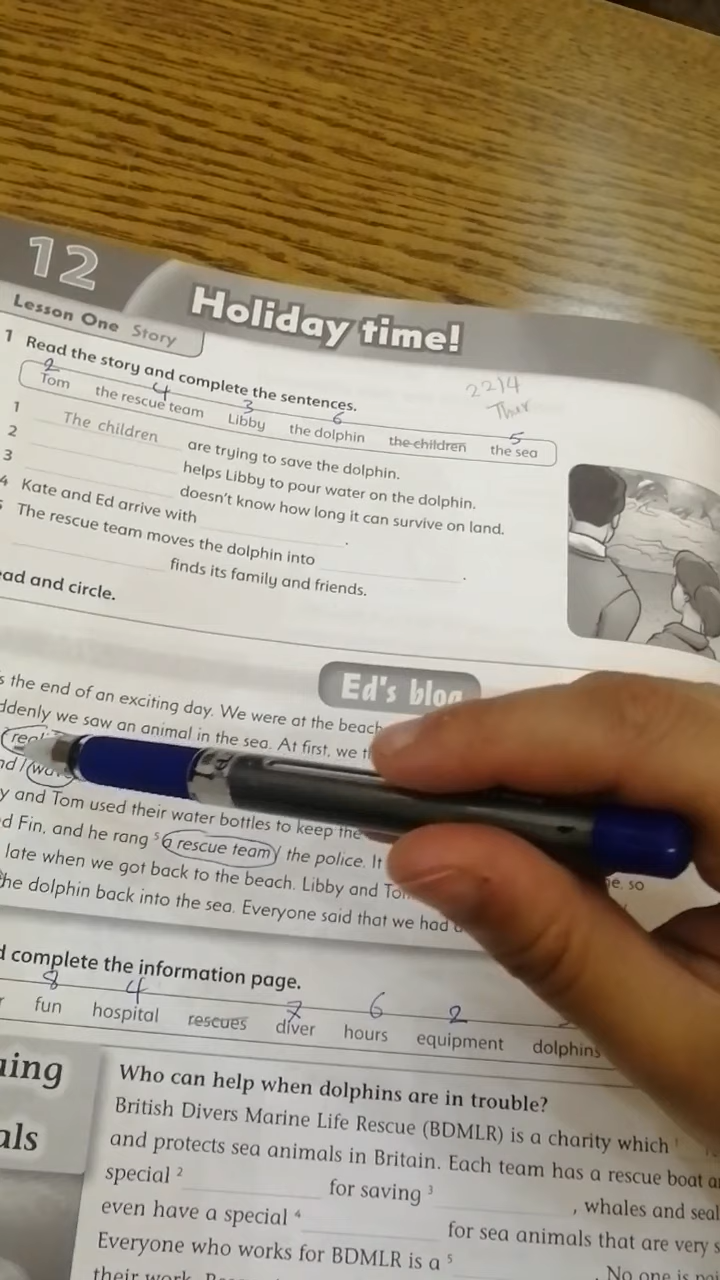 12
Lesson One Story
Holiday time!
1 Read the story and complete the sentences.
2214
Thur
2 4 3 6 5
Tom the rescue team Libby the dolphin the children the sea
1 The children are trying to save the dolphin.
2 helps Libby to pour water on the dolphin.
3 doesn't know how long it can survive on land.
4 Kate and Ed arrive with .
The rescue team moves the dolphin into .
finds its family and friends.
and circle.
Ed's blog
the end of an exciting day. We were at the beach
we saw an animal in the sea. At first, we
and Tom used their water bottles to keep the
Fin, and he rang 5 a rescue team / the police. It
late when we got back to the beach. Libby and
so
the dolphin back into the sea. Everyone said that we had
complete the information page.
8 4 7 6 2
fun hospital rescues diver hours equipment dolphins
Who can help when dolphins are in trouble?
British Divers Marine Life Rescue (BDMLR) is a charity which 1
and protects sea animals in Britain. Each team has a rescue boat
special 2 for saving 3 , whales and
even have a special 4 for sea animals that are very
Everyone who works for BDMLR is a 5 . No one is
their work.